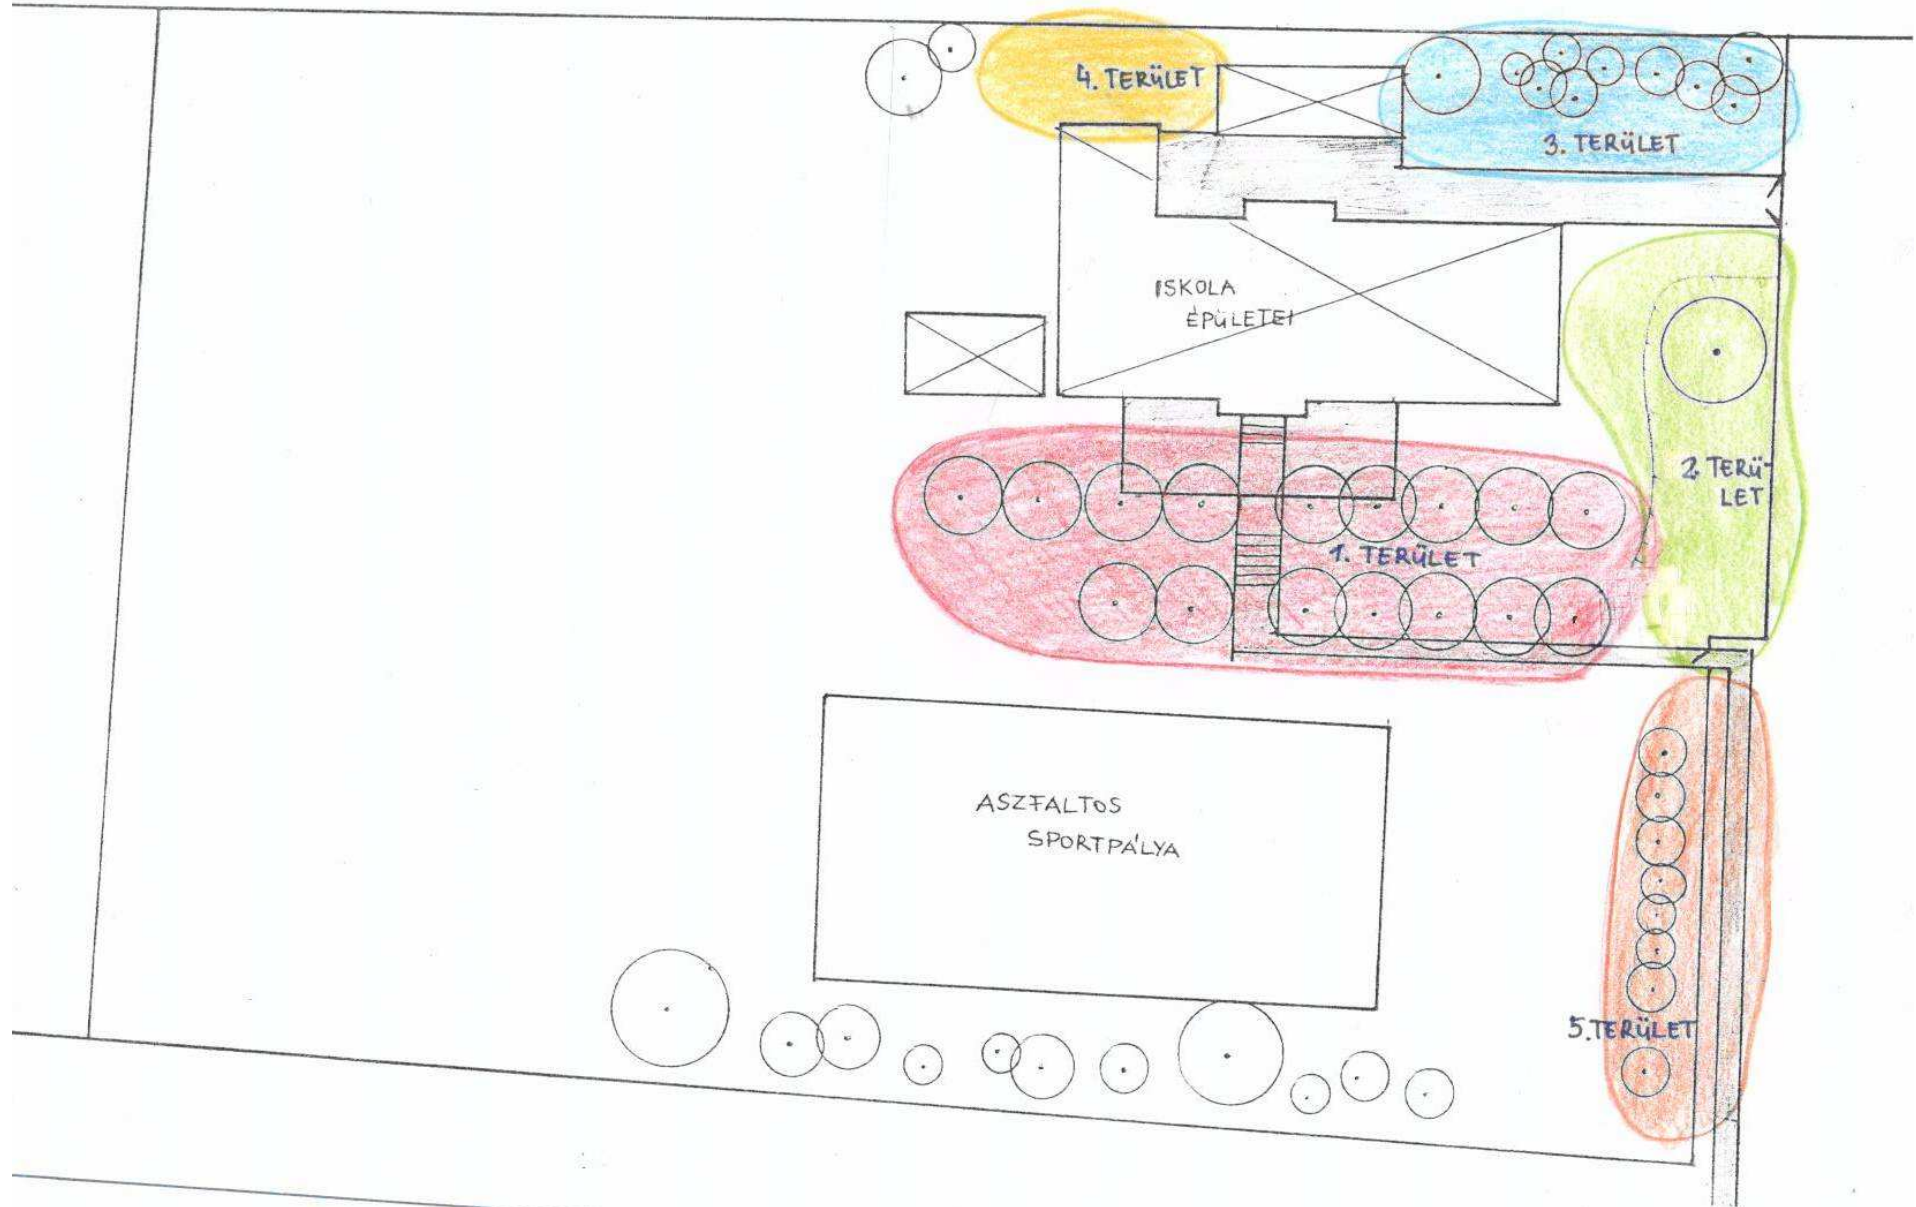 4. TERÜLET
3. TERÜLET
ISKOLA
ÉPÜLETEI
2. TERÜ-
LET
1. TERÜLET
ASZFALTOS
SPORTPÁLYA
5. TERÜLET